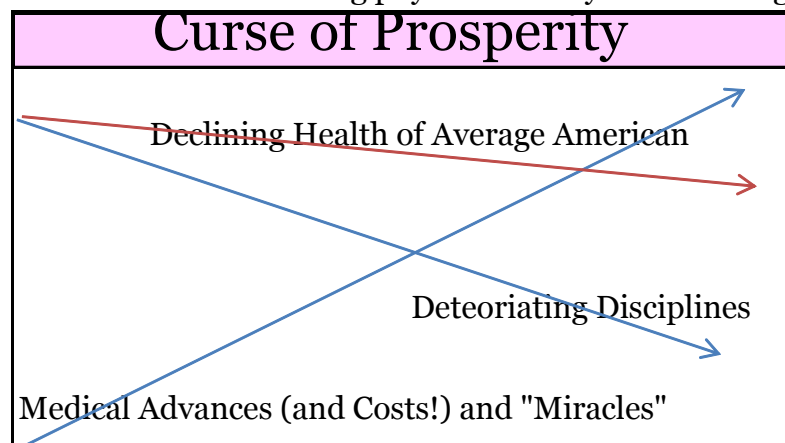 Curse of Prosperity
Declining Health of Average American
Deteoriating Disciplines
Medical Advances (and Costs!) and "Miracles"